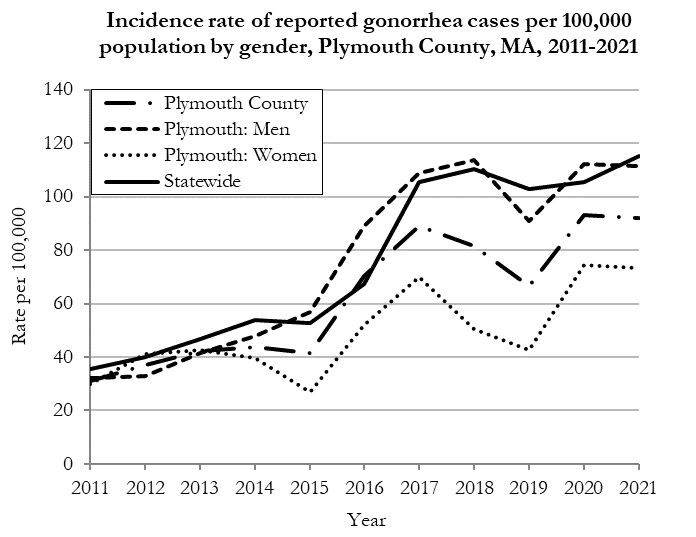 Incidence rate of reported gonorrhea cases per 100,000
population by gender, Plymouth County, MA, 2011-2021
140
120
100
80
60
40
20
0
Rate per 100,000
Plymouth County
Plymouth: Men
Plymouth: Women
Statewide
2011 2012 2013 2014 2015 2016 2017 2018 2019 2020 2021
Year